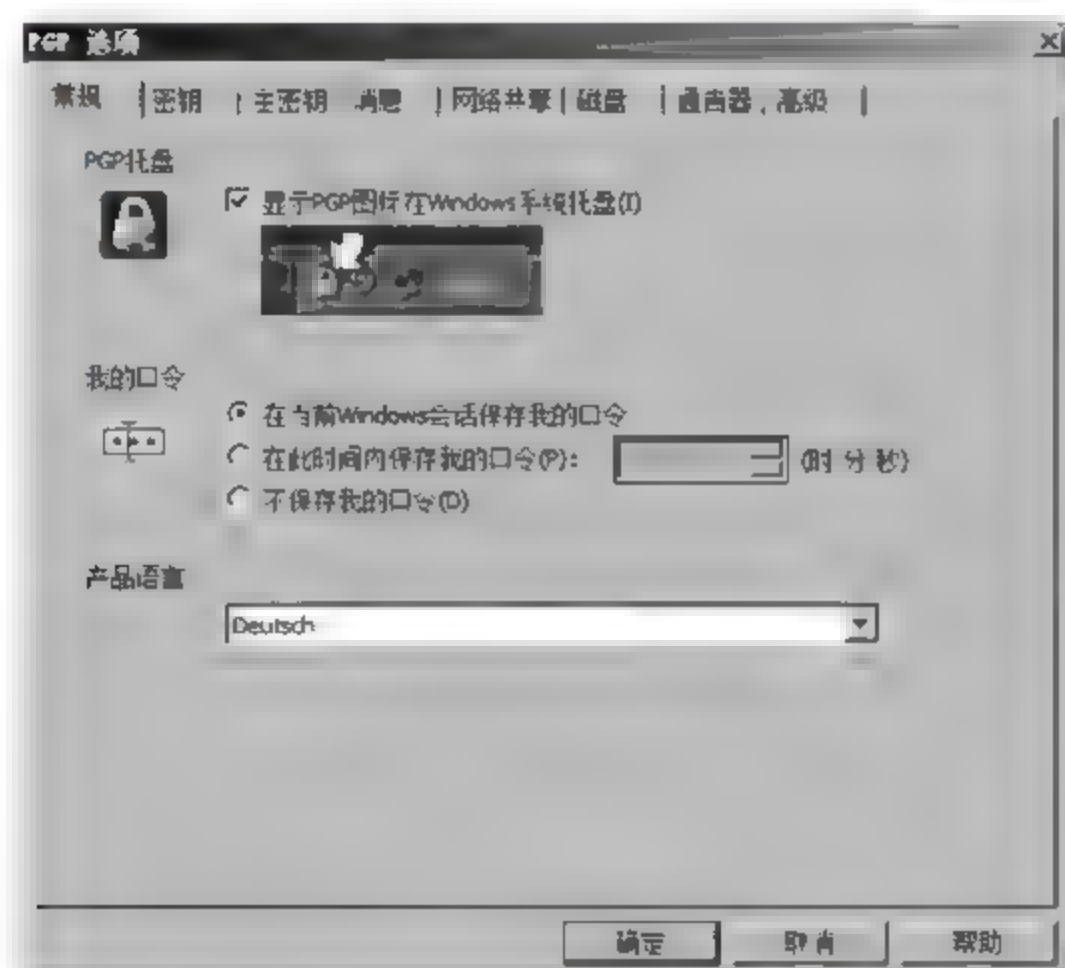 PGP 选项
常规 密钥 主密钥 消息 网络共享 磁盘 通告器 高级
PGP托盘
显示PGP图标在Windows系统托盘(I)
我的口令
在当前Windows会话保存我的口令
在此时间内保存我的口令(P):
(时 分 秒)
不保存我的口令(D)
产品语言
Deutsch
确定 取消 帮助